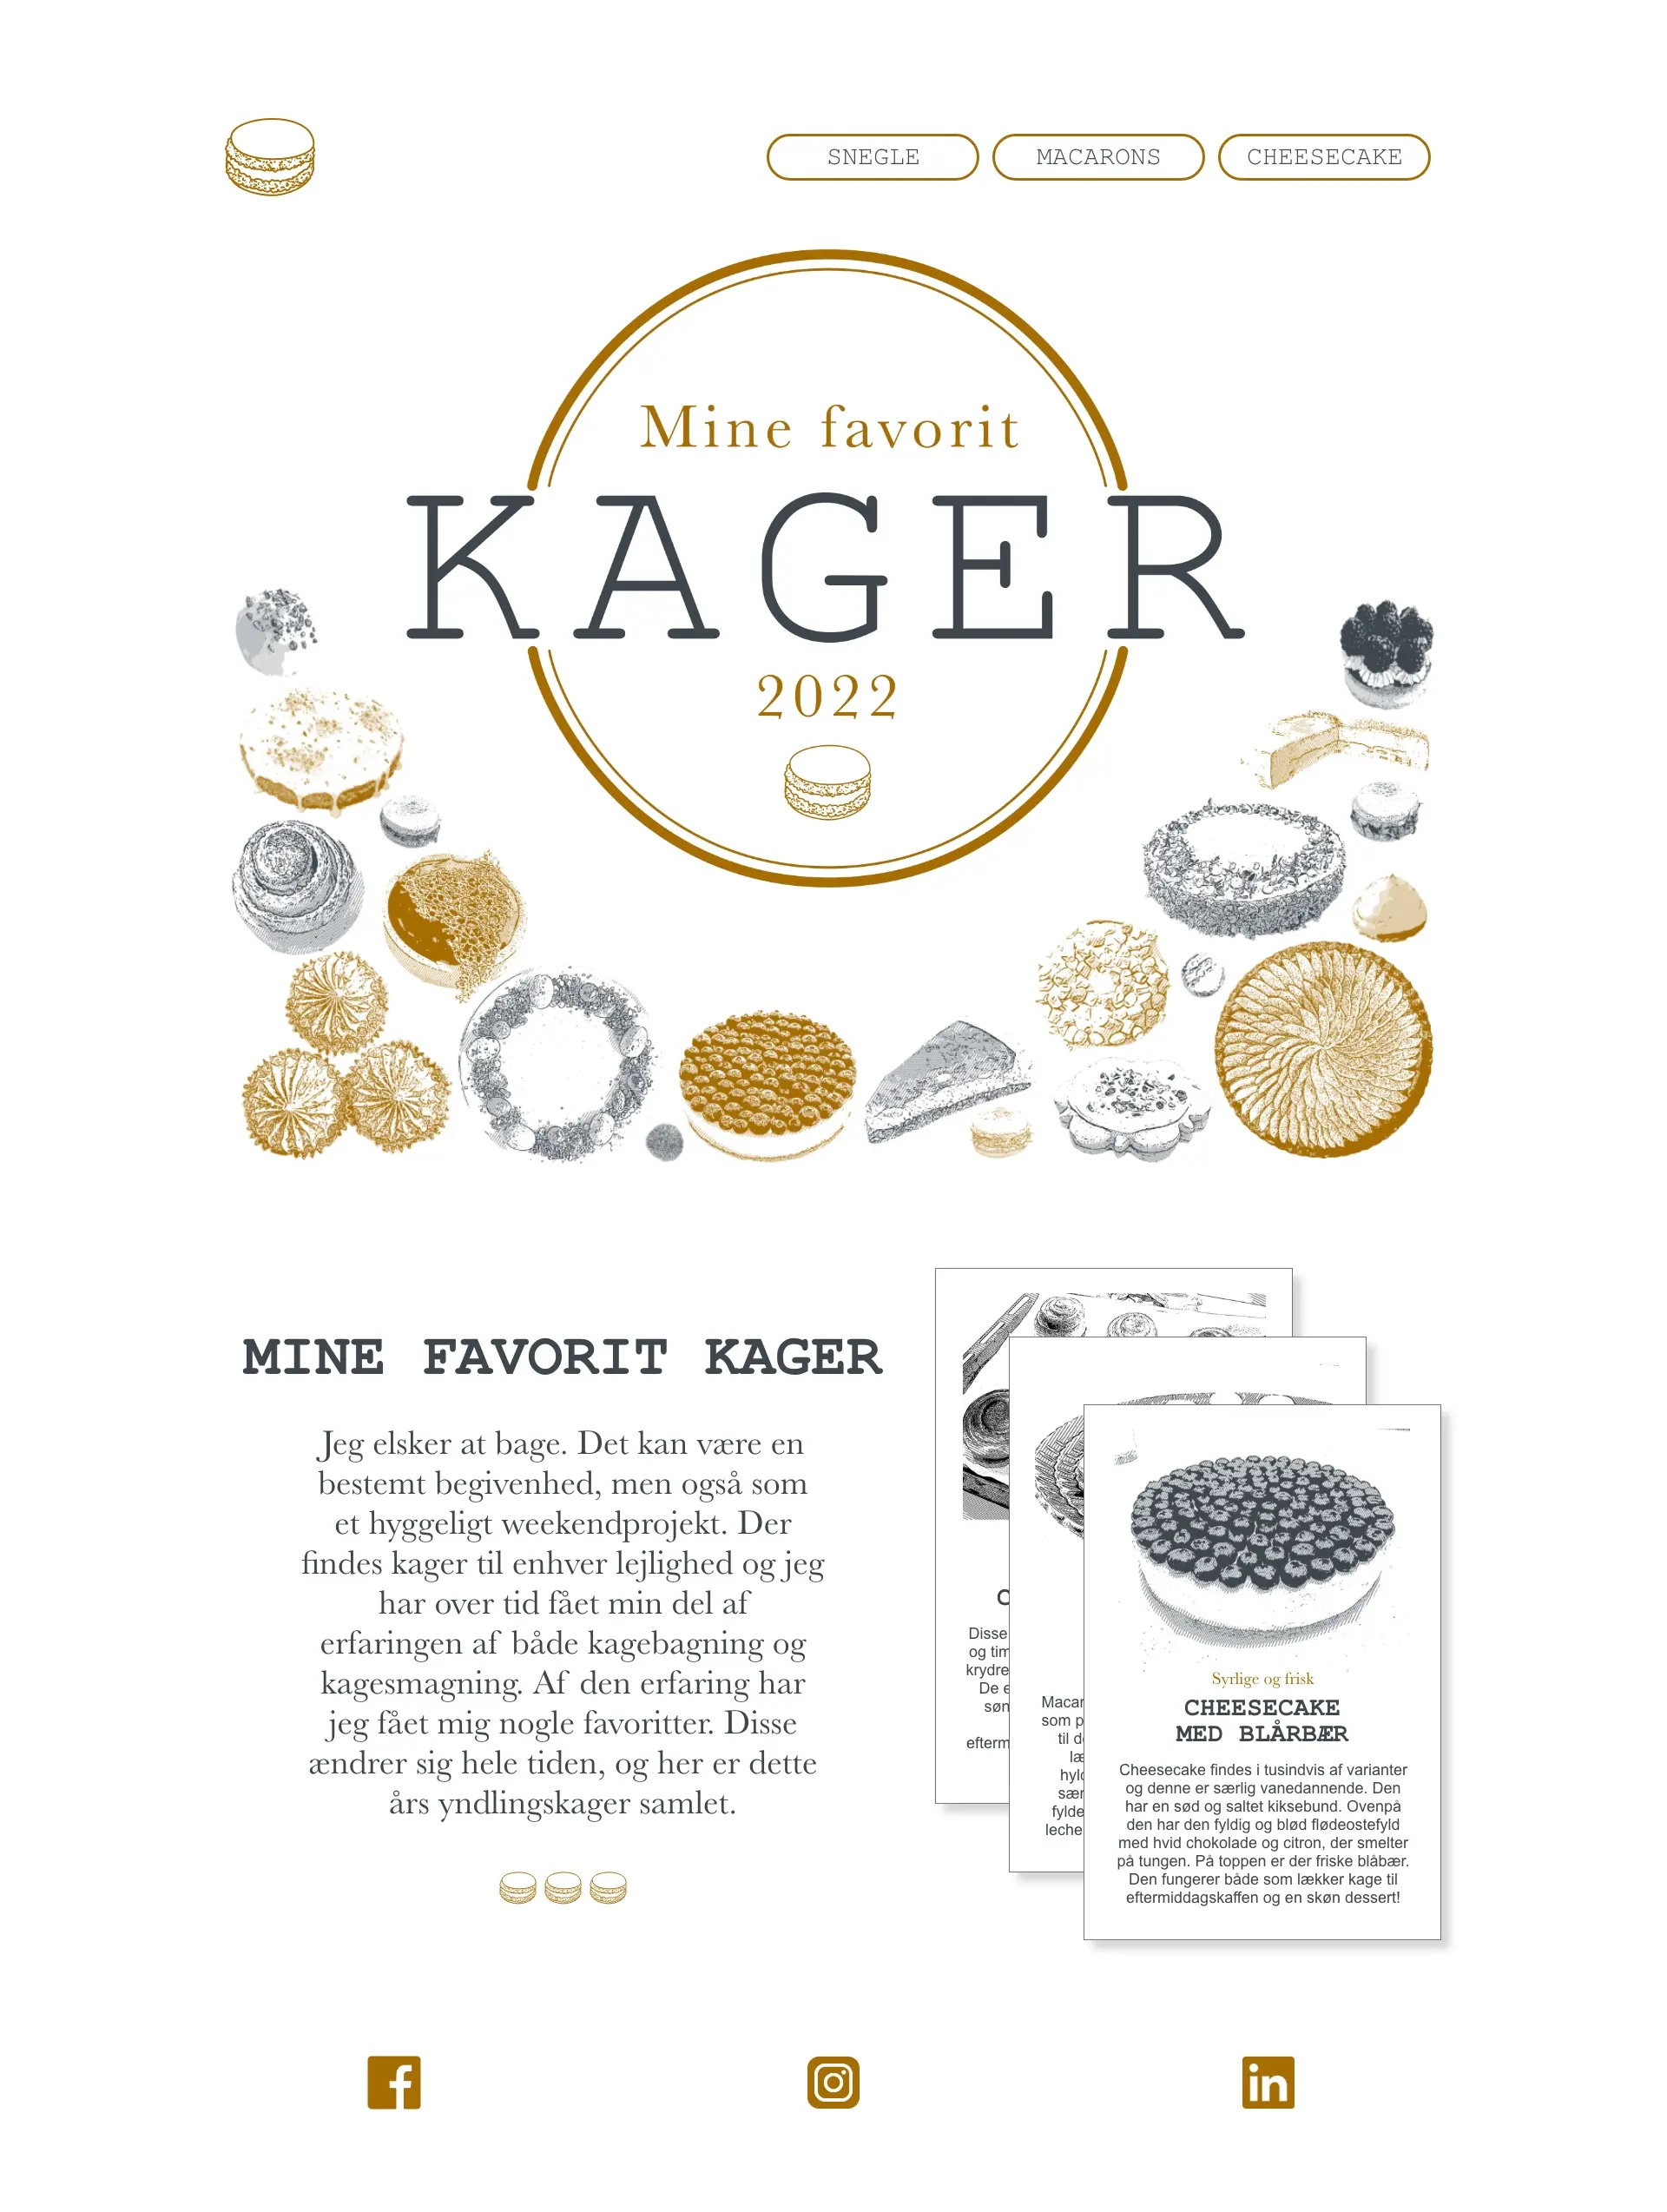 SNEGLE
MACARONS
CHEESECAKE
Mine favorit
KAGER
2022
MINE FAVORIT KAGER
Jeg elsker at bage. Det kan være en
bestemt begivenhed, men også som
et hyggeligt weekendprojekt. Der
findes kager til enhver lejlighed og jeg
har over tid fået min del af
erfaringen af både kagebagning og
kagesmagning. Af den erfaring har
jeg fået mig nogle favoritter. Disse
ændrer sig hele tiden, og her er dette
års yndlingskager samlet.
Disse
og
De
til
Syrlige og frisk
CHEESECAKE
MED BLÅRBÆR
Cheesecake findes i tusindvis af varianter
og denne er særlig vanedannende. Den
har en sød og saltet kiksebund. Ovenpå
den har den fyldig og blød flødeostefyld
med hvid chokolade og citron, der smelter
på tungen. På toppen er der friske blåbær.
Den fungerer både som lækker kage til
eftermiddagskaffen og en skøn dessert!